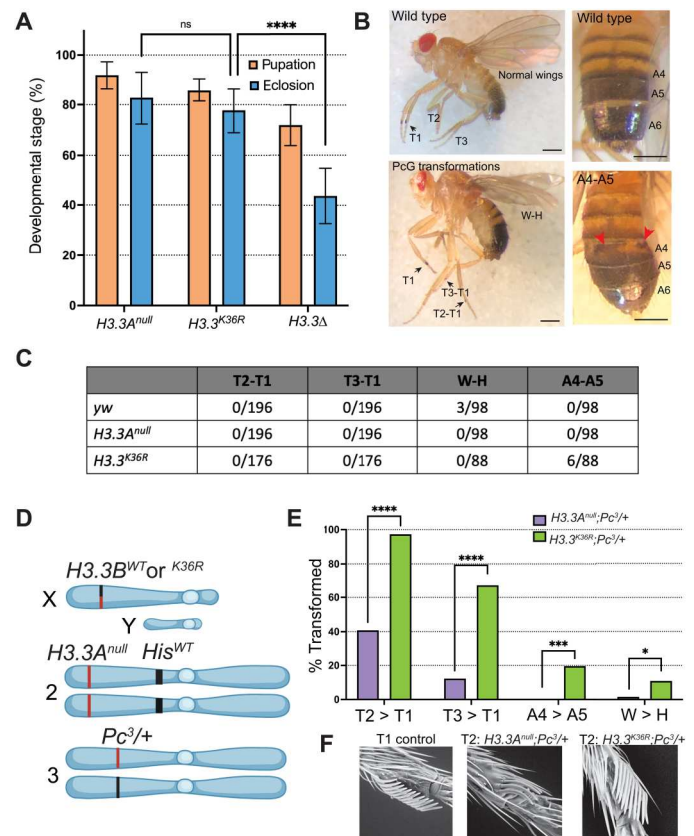 A
ns
****
Pupation
Eclosion
Developmental stage (%)
100
80
60
40
20
0
H3.3A^null
H3.3^K36R
H3.3Δ
B
Wild type
Normal wings
T2
T1
T3
PcG transformations
W-H
T1
T3-T1
T2-T1
Wild type
A4
A5
A6
A4-A5
A4
A5
A6
C
T2-T1 T3-T1 W-H A4-A5
yw 0/196 0/196 3/98 0/98
H3.3A^null 0/196 0/196 0/98 0/98
H3.3^K36R 0/176 0/176 0/88 6/88
D
H3.3B^WT or ^K36R
X
Y
H3.3A^null His^WT
2
Pc^3/+
3
E
H3.3A^null;Pc^3/+
H3.3^K36R;Pc^3/+
% Transformed
100
80
60
40
20
0
****
****
***
*
T2 > T1
T3 > T1
A4 > A5
W > H
F
T1 control
T2: H3.3A^null;Pc^3/+
T2: H3.3^K36R;Pc^3/+